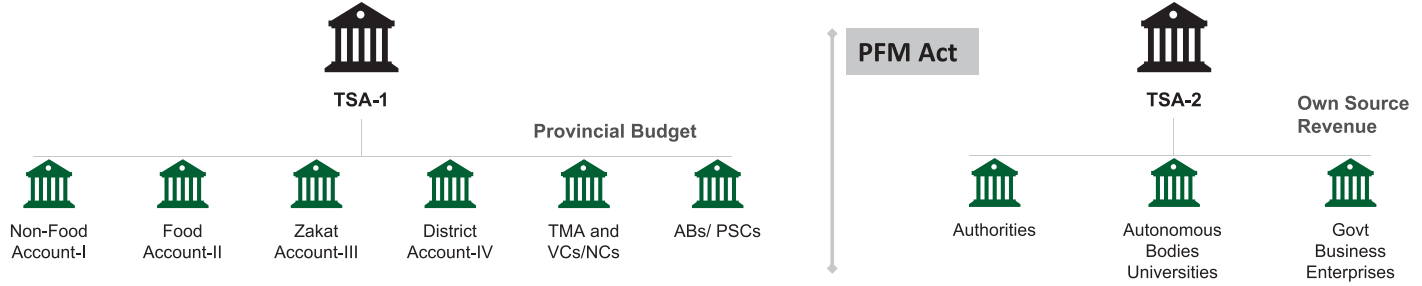 TSA-1
Provincial Budget
Non-Food
Account-I
Food
Account-II
Zakat
Account-III
District
Account-IV
TMA and
VCs/NCs
ABs/ PSCs
PFM Act
TSA-2
Own Source
Revenue
Authorities
Autonomous
Bodies
Universities
Govt
Business
Enterprises